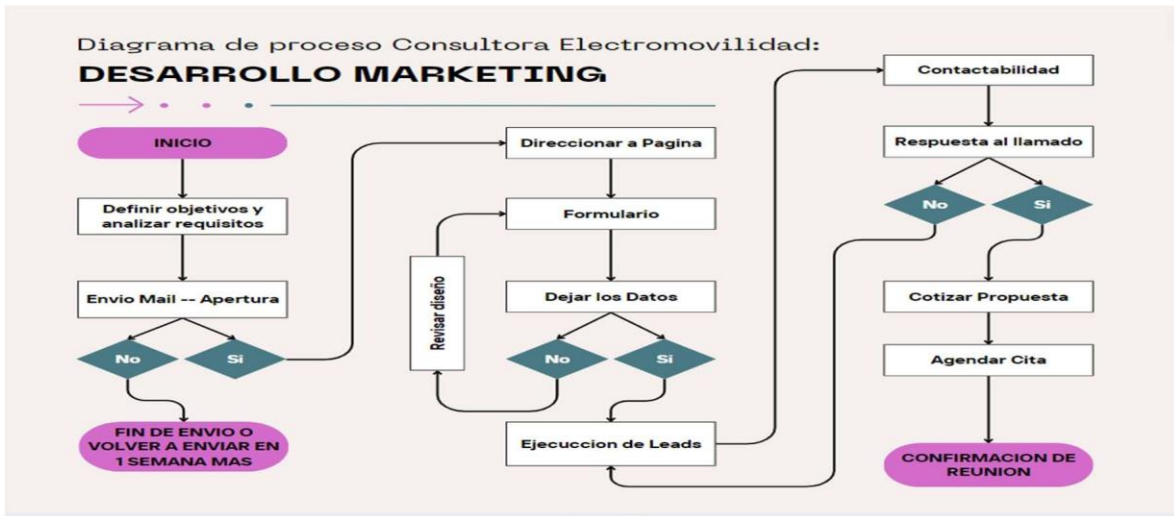 Diagrama de proceso Consultora Electromovilidad:
DESARROLLO MARKETING
INICIO
Definir objetivos y
analizar requisitos
Envio Mail -- Apertura
No
Si
FIN DE ENVIO O
VOLVER A ENVIAR EN
1 SEMANA MAS
Direccionar a Pagina
Formulario
Revisar diseño
Dejar los Datos
No
Si
Ejecuccion de Leads
Contactabilidad
Respuesta al llamado
No
Si
Cotizar Propuesta
Agendar Cita
CONFIRMACION DE
REUNION